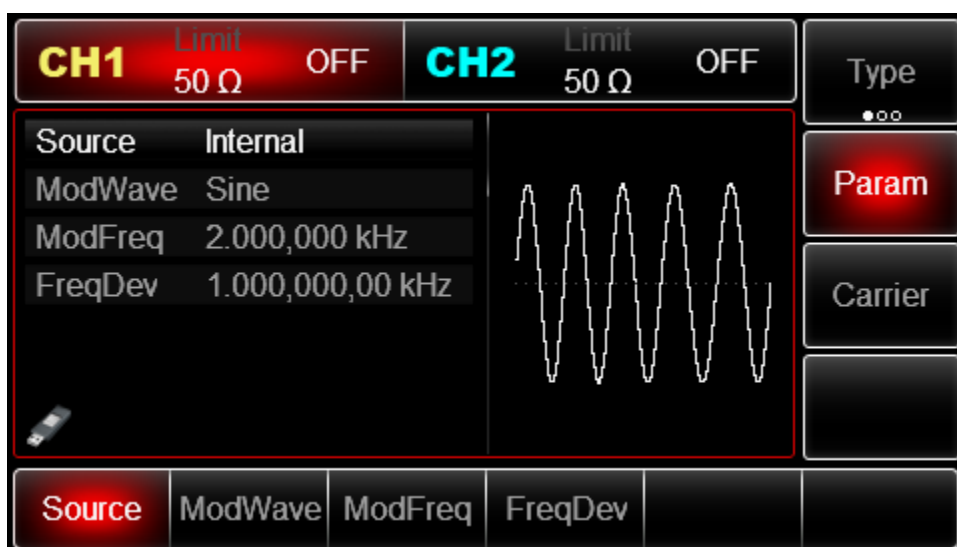 CH1 Limit 50 Ω OFF CH2 Limit 50 Ω OFF Type
Source Internal
ModWave Sine
Param
ModFreq 2.000,000 kHz
FreqDev 1.000,000,00 kHz
Carrier
Source ModWave ModFreq FreqDev